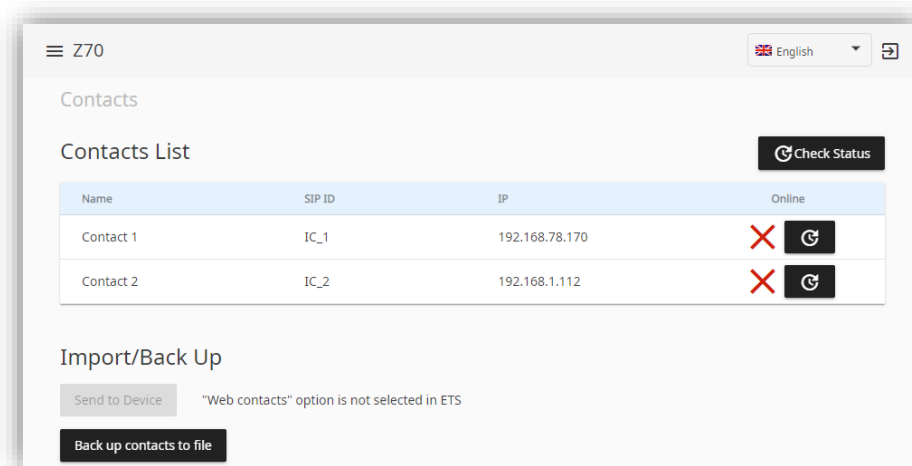 Z70
English
Contacts
Contacts List
Check Status
Name SIP ID IP Online
Contact 1 IC_1 192.168.78.170
Contact 2 IC_2 192.168.1.112
Import/Back Up
Send to Device "Web contacts" option is not selected in ETS
Back up contacts to file